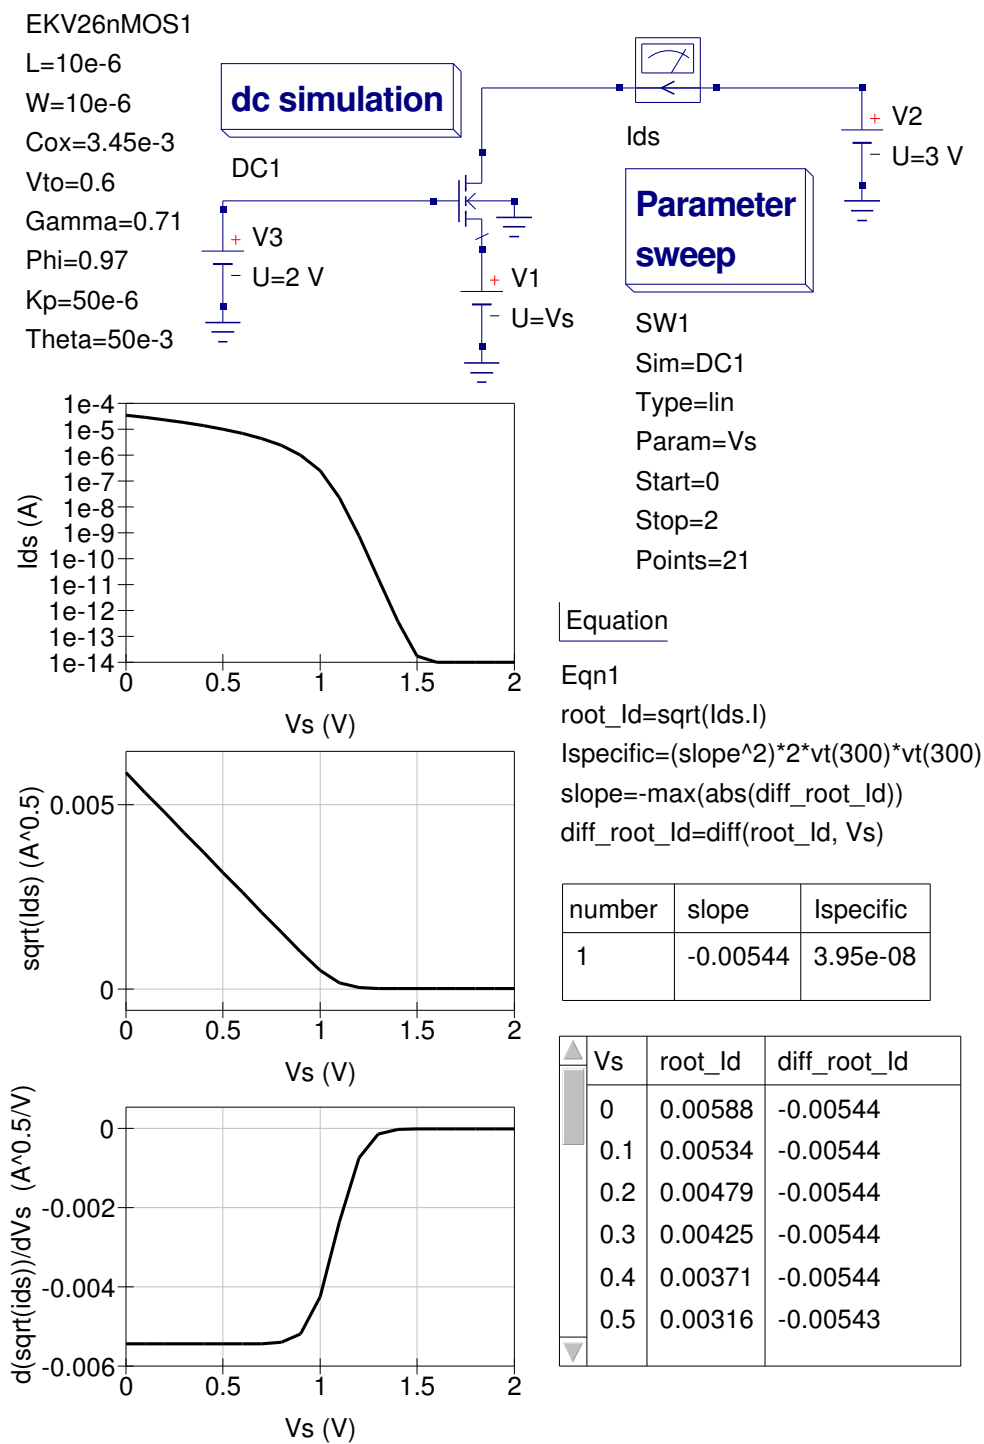 EKV26nMOS1
L=10e-6
W=10e-6
Cox=3.45e-3
Vto=0.6
Gamma=0.71
Phi=0.97
Kp=50e-6
Theta=50e-3
dc simulation
DC1
+ V3
− U=2 V
+ V1
− U=Vs
Ids
+ V2
− U=3 V
Parameter
sweep
SW1
Sim=DC1
Type=lin
Param=Vs
Start=0
Stop=2
Points=21
1e-4
1e-5
1e-6
1e-7
1e-8
1e-9
1e-10
1e-11
1e-12
1e-13
1e-14
Ids (A)
0 0.5 1 1.5 2
Vs (V)
Equation
Eqn1
root_Id=sqrt(Ids.I)
Ispecific=(slope^2)*2*vt(300)*vt(300)
slope=-max(abs(diff_root_Id))
diff_root_Id=diff(root_Id, Vs)
0.005
0
sqrt(Ids) (A^0.5)
0 0.5 1 1.5 2
Vs (V)
number slope Ispecific
1 -0.00544 3.95e-08
0
-0.002
-0.004
-0.006
d(sqrt(ids))/dVs (A^0.5/V)
0 0.5 1 1.5 2
Vs (V)
Vs root_Id diff_root_Id
0 0.00588 -0.00544
0.1 0.00534 -0.00544
0.2 0.00479 -0.00544
0.3 0.00425 -0.00544
0.4 0.00371 -0.00544
0.5 0.00316 -0.00543